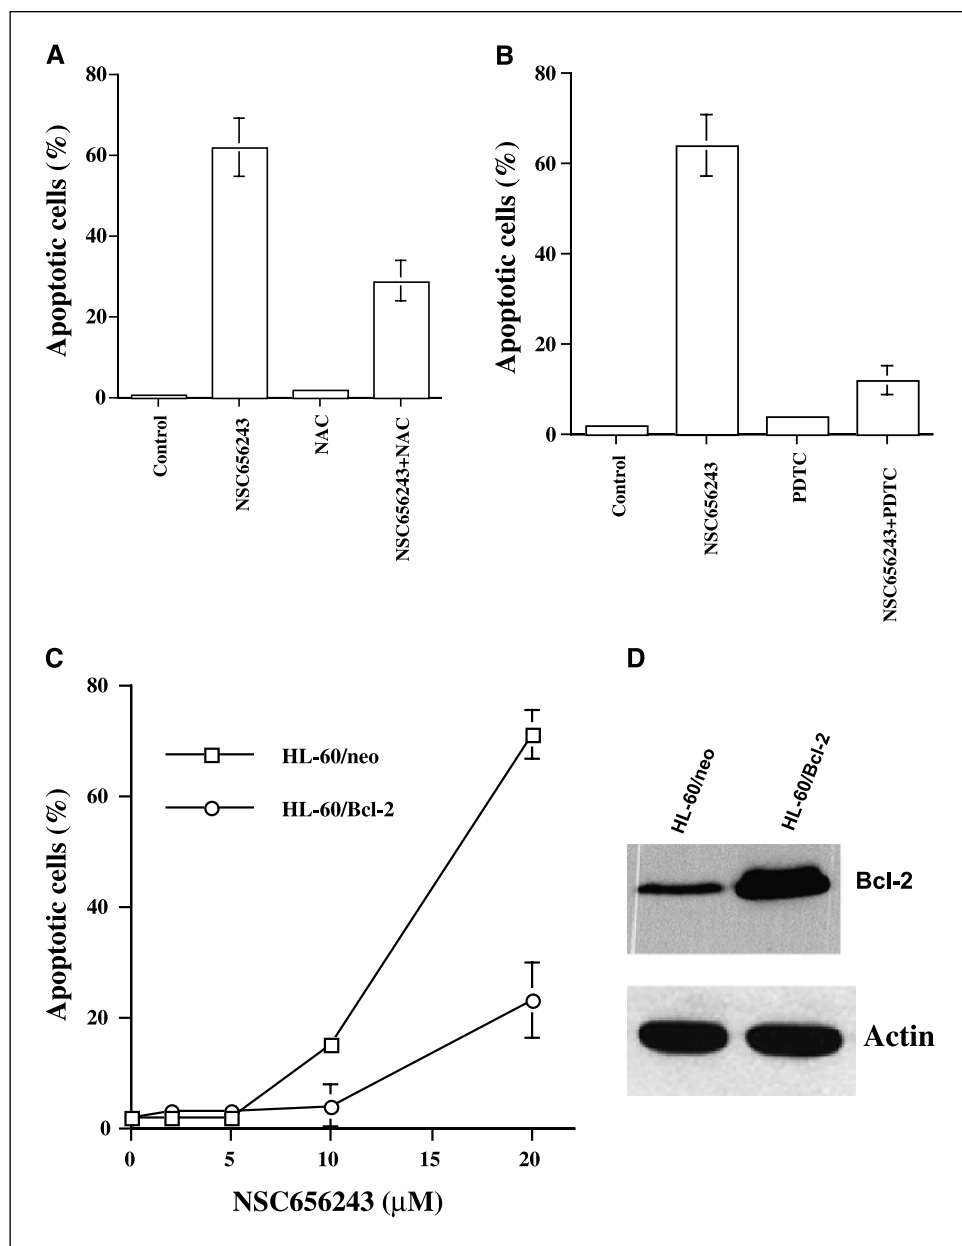 A
80
60
40
20
0
Apoptotic cells (%)
Control
NSC656243
NAC
NSC656243+NAC
B
80
60
40
20
0
Apoptotic cells (%)
Control
NSC656243
PDTC
NSC656243+PDTC
C
80
60
40
20
0
Apoptotic cells (%)
HL-60/neo
HL-60/Bcl-2
0 5 10 15 20
NSC656243 (μM)
D
HL-60/neo
HL-60/Bcl-2
Bcl-2
Actin